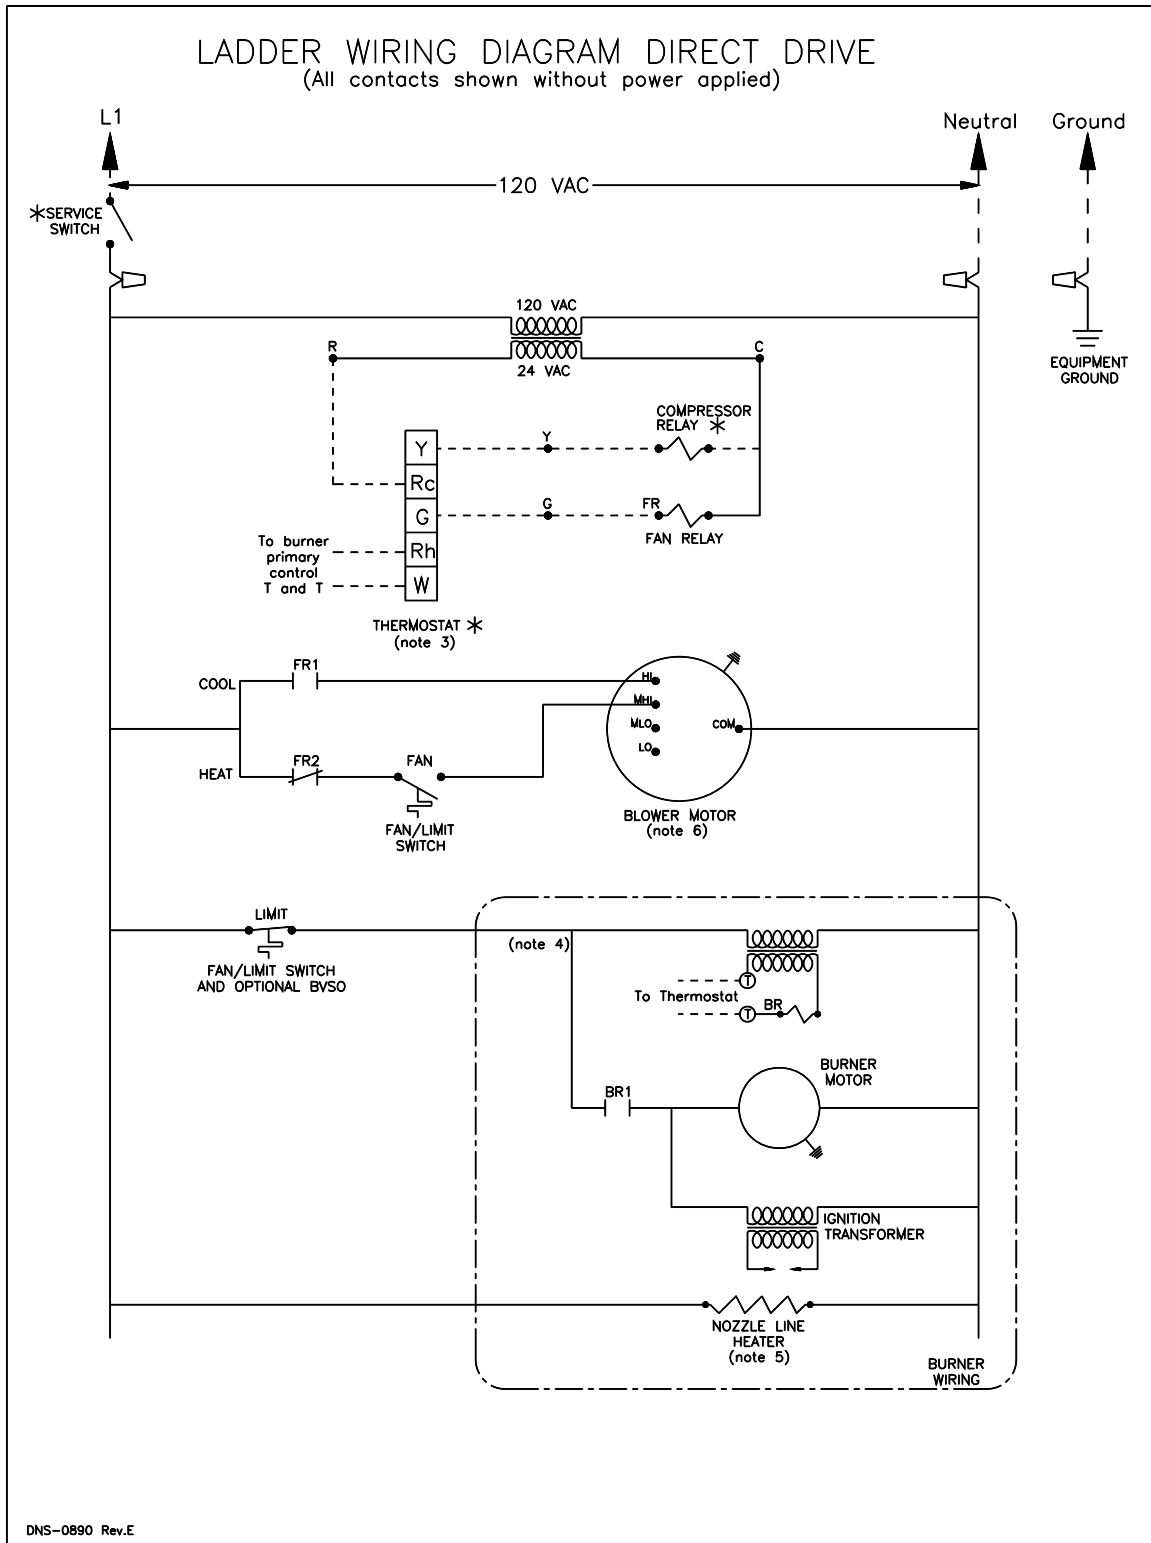 LADDER WIRING DIAGRAM DIRECT DRIVE
(All contacts shown without power applied)
L1
Neutral
Ground
120 VAC
*SERVICE
SWITCH
120 VAC
R
C
24 VAC
EQUIPMENT
GROUND
COMPRESSOR
RELAY *
Y
Y
Rc
G
G
FR
FAN RELAY
To burner
primary
control
T and T
Rh
W
THERMOSTAT *
(note 3)
COOL
FR1
HI
MHI
MLO
LO
COM
HEAT
FR2
FAN
FAN/LIMIT
SWITCH
BLOWER MOTOR
(note 6)
LIMIT
FAN/LIMIT SWITCH
AND OPTIONAL BVSO
(note 4)
T
To Thermostat
BR
T
BURNER
MOTOR
BR1
IGNITION
TRANSFORMER
NOZZLE LINE
HEATER
(note 5)
BURNER
WIRING
DNS-0890 Rev.E